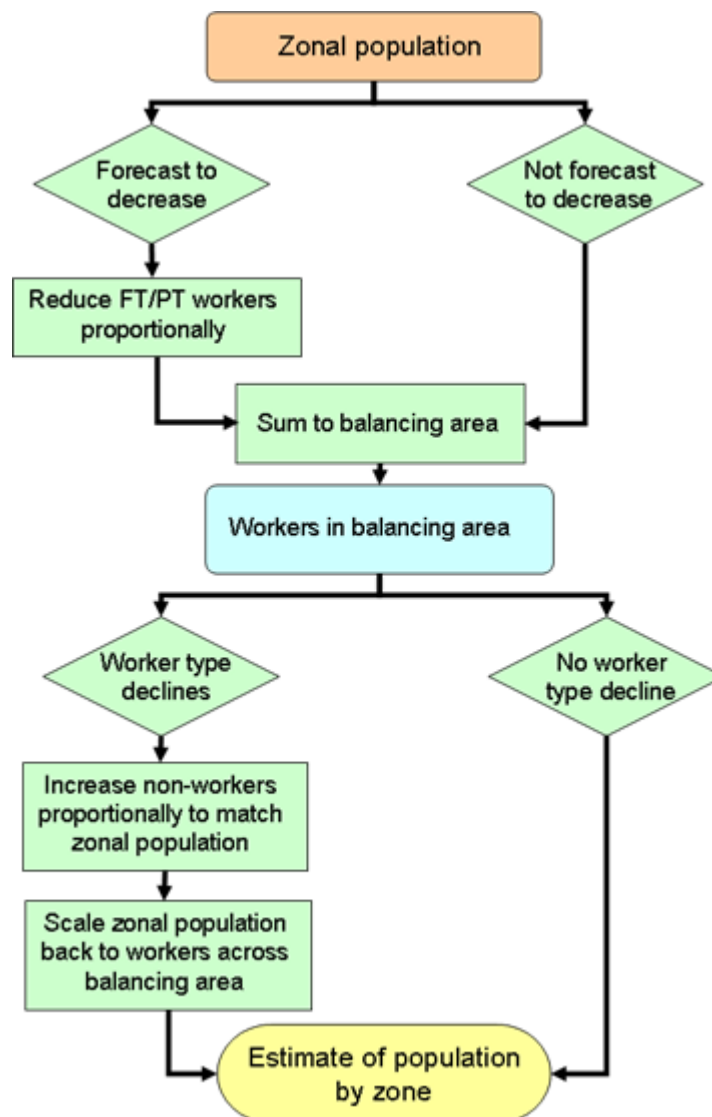 Zonal population
Forecast to
decrease
Not forecast
to decrease
Reduce FT/PT workers
proportionally
Sum to balancing area
Workers in balancing area
Worker type
declines
No worker
type decline
Increase non-workers
proportionally to match
zonal population
Scale zonal population
back to workers across
balancing area
Estimate of population
by zone